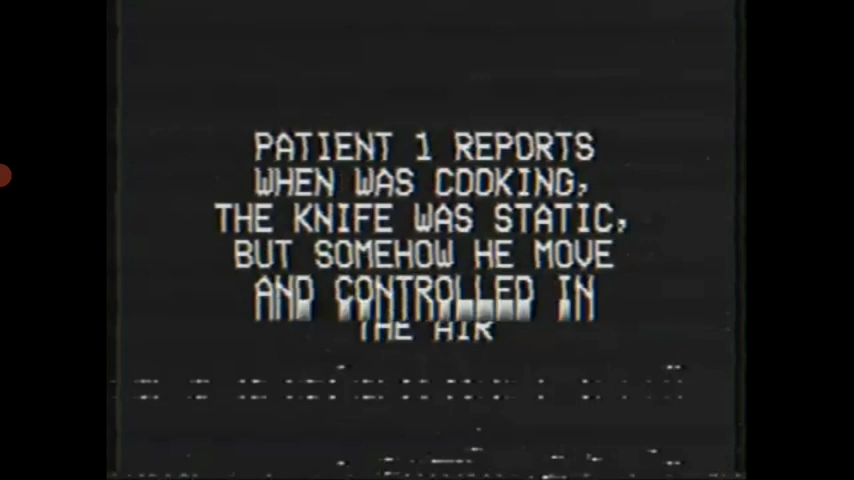 PATIENT 1 REPORTS
WHEN WAS COOKING,
THE KNIFE WAS STATIC,
BUT SOMEHOW HE MOVE
AND CONTROLLED IN
THE AIR